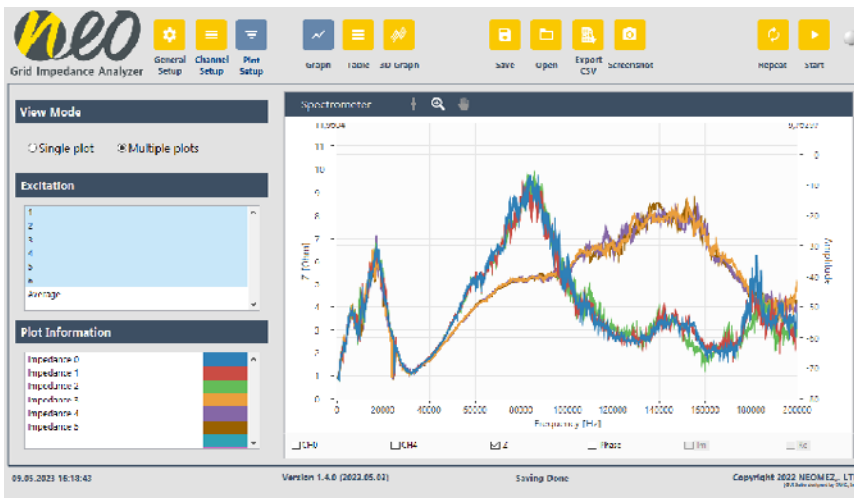 neo
Grid Impedance Analyzer
General Setup
Channel Setup
Plot Setup
Graph
Table
3D Graph
Save
Open
Export CSV
Screenshot
Repeat
Start
View Mode
Single plot
Multiple plots
Excitation
1
2
3
4
5
6
Average
Plot Information
Impedance 0
Impedance 1
Impedance 2
Impedance 3
Impedance 4
Impedance 5
Spectrometer
11
10
9
8
7
6
5
4
3
2
1
0
Z [Ohm]
0
-10
-20
-30
-40
-50
-60
-70
-80
Amplitude
0 20000 40000 60000 80000 100000 120000 140000 160000 180000 200000
Frequency [Hz]
CH0
CH4
Z
Phase
Im
Re
09.05.2023 16:18:43
Version 1.4.0 (2022.05.03)
Saving Done
Copyright 2022 NEOMEZ,. LT